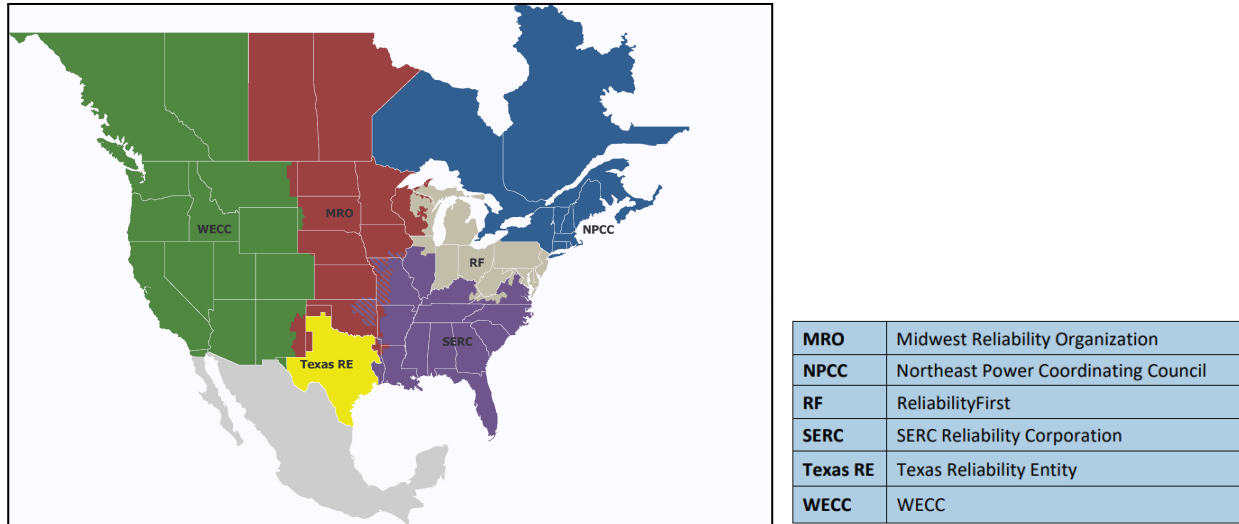 MRO
WECC
NPCC
RF
SERC
Texas RE
MRO Midwest Reliability Organization
NPCC Northeast Power Coordinating Council
RF ReliabilityFirst
SERC SERC Reliability Corporation
Texas RE Texas Reliability Entity
WECC WECC